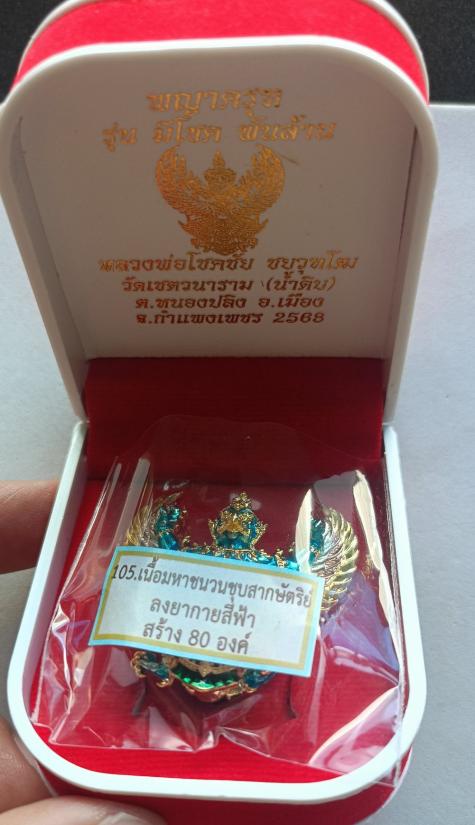 พญาครุฑ
รุ่น มีโชค พันล้าน
หลวงพ่อโชคชัย ชยวุฑโฒ
วัดเชตวนาราม (น้ำดิบ)
ต.หนองปลิง อ.เมือง
จ.กำแพงเพชร 2568
105.เนื้อมหาชนวนชุบสากษัตริย์
ลงยากายสีฟ้า
สร้าง 80 องค์